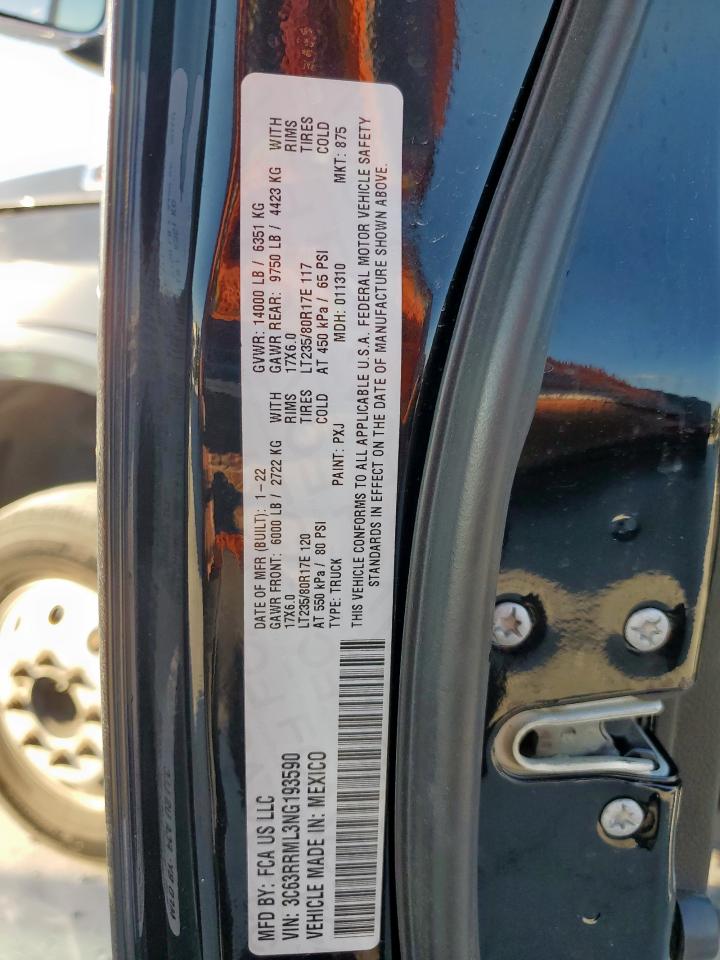 MFD BY: FCA US LLC
VIN: 3C63RRML3NG193590
VEHICLE MADE IN: MEXICO
DATE OF MFR (BUILT): 1-22 GVWR: 14000 LB / 6351 KG
GAWR FRONT: 6000 LB / 2722 KG WITH GAWR REAR: 9750 LB / 4423 KG WITH
17X6.0 RIMS 17X6.0 RIMS
LT235/80R17E 120 TIRES LT235/80R17E 117 TIRES
AT 550 kPa / 80 PSI COLD AT 450 kPa / 65 PSI COLD
TYPE: TRUCK PAINT: PXJ MDH: 011310 MKT: 875
THIS VEHICLE CONFORMS TO ALL APPLICABLE U.S.A. FEDERAL MOTOR VEHICLE SAFETY
STANDARDS IN EFFECT ON THE DATE OF MANUFACTURE SHOWN ABOVE.